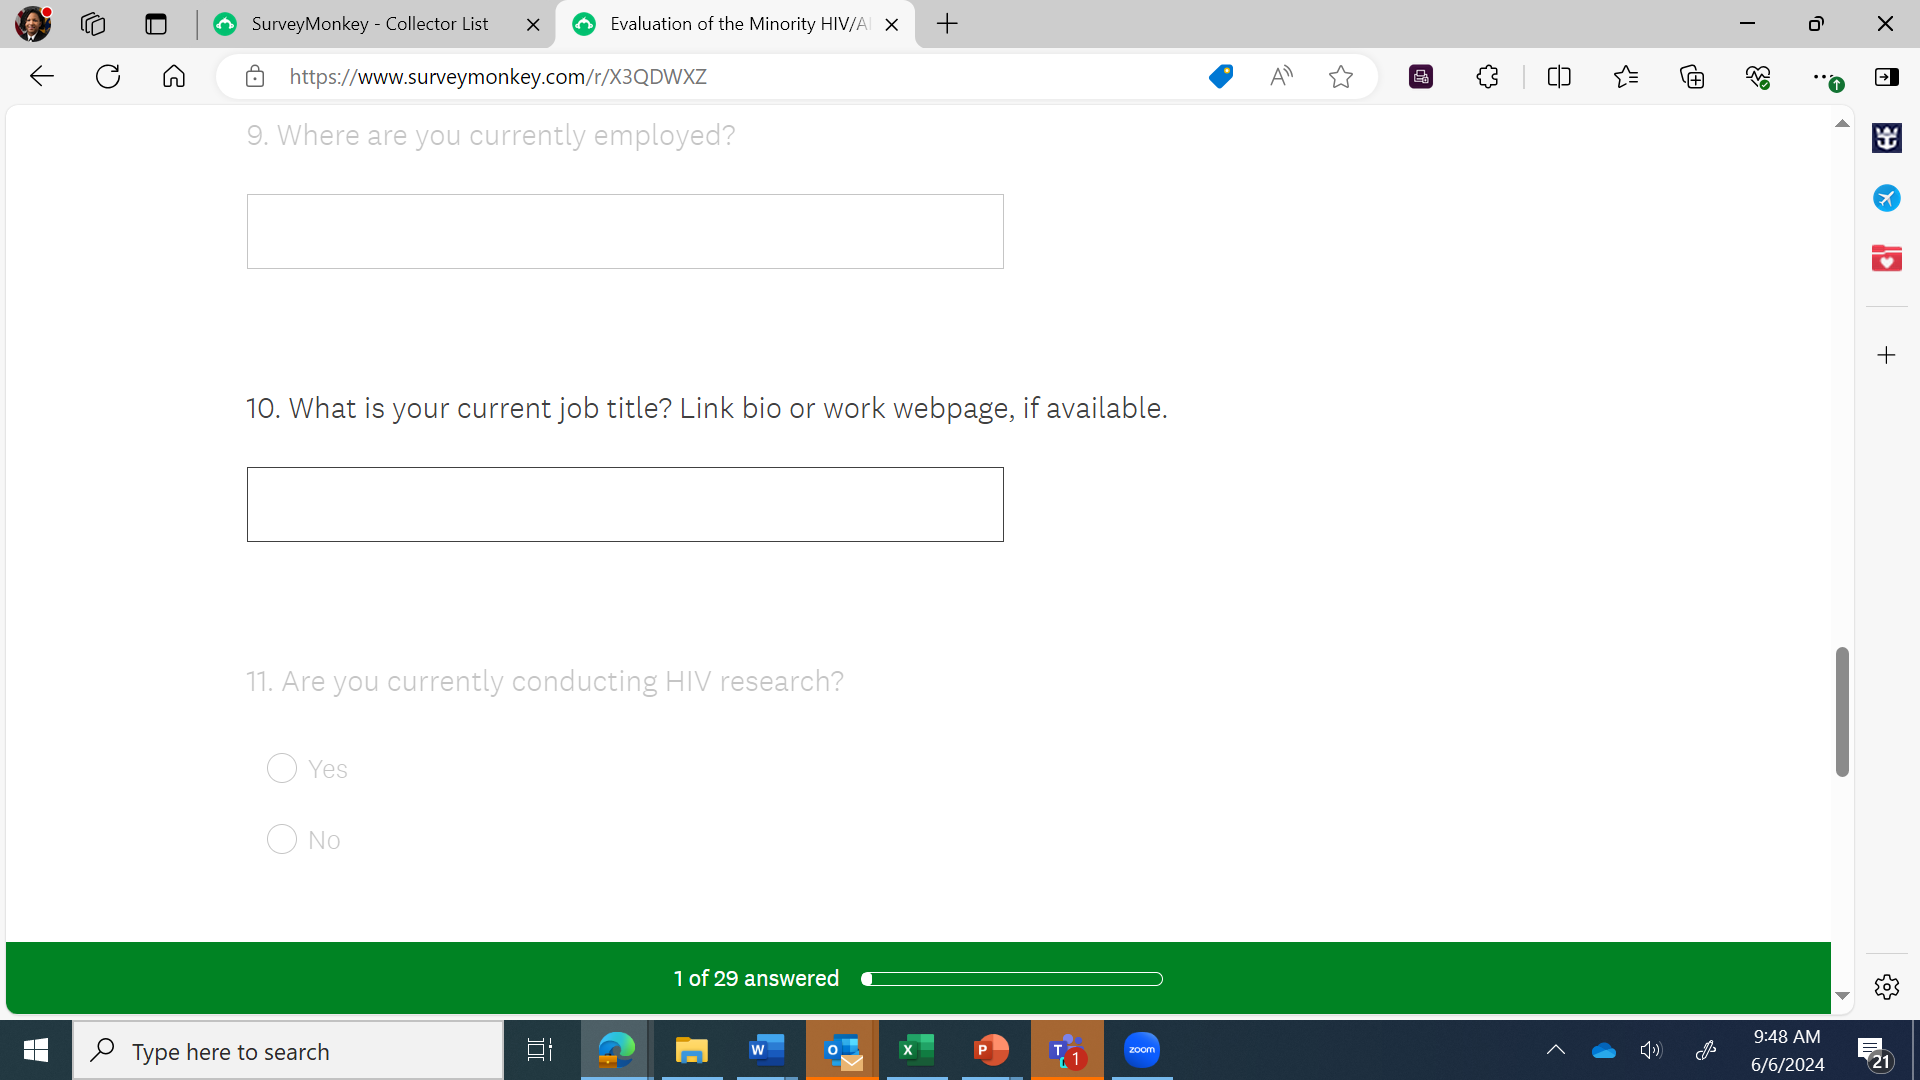 SurveyMonkey - Collector List
Evaluation of the Minority HIV/A
https://www.surveymonkey.com/r/X3QDWXZ
9. Where are you currently employed?
10. What is your current job title? Link bio or work webpage, if available.
11. Are you currently conducting HIV research?
Yes
No
1 of 29 answered
Type here to search
zoom
1
9:48 AM
6/6/2024
21